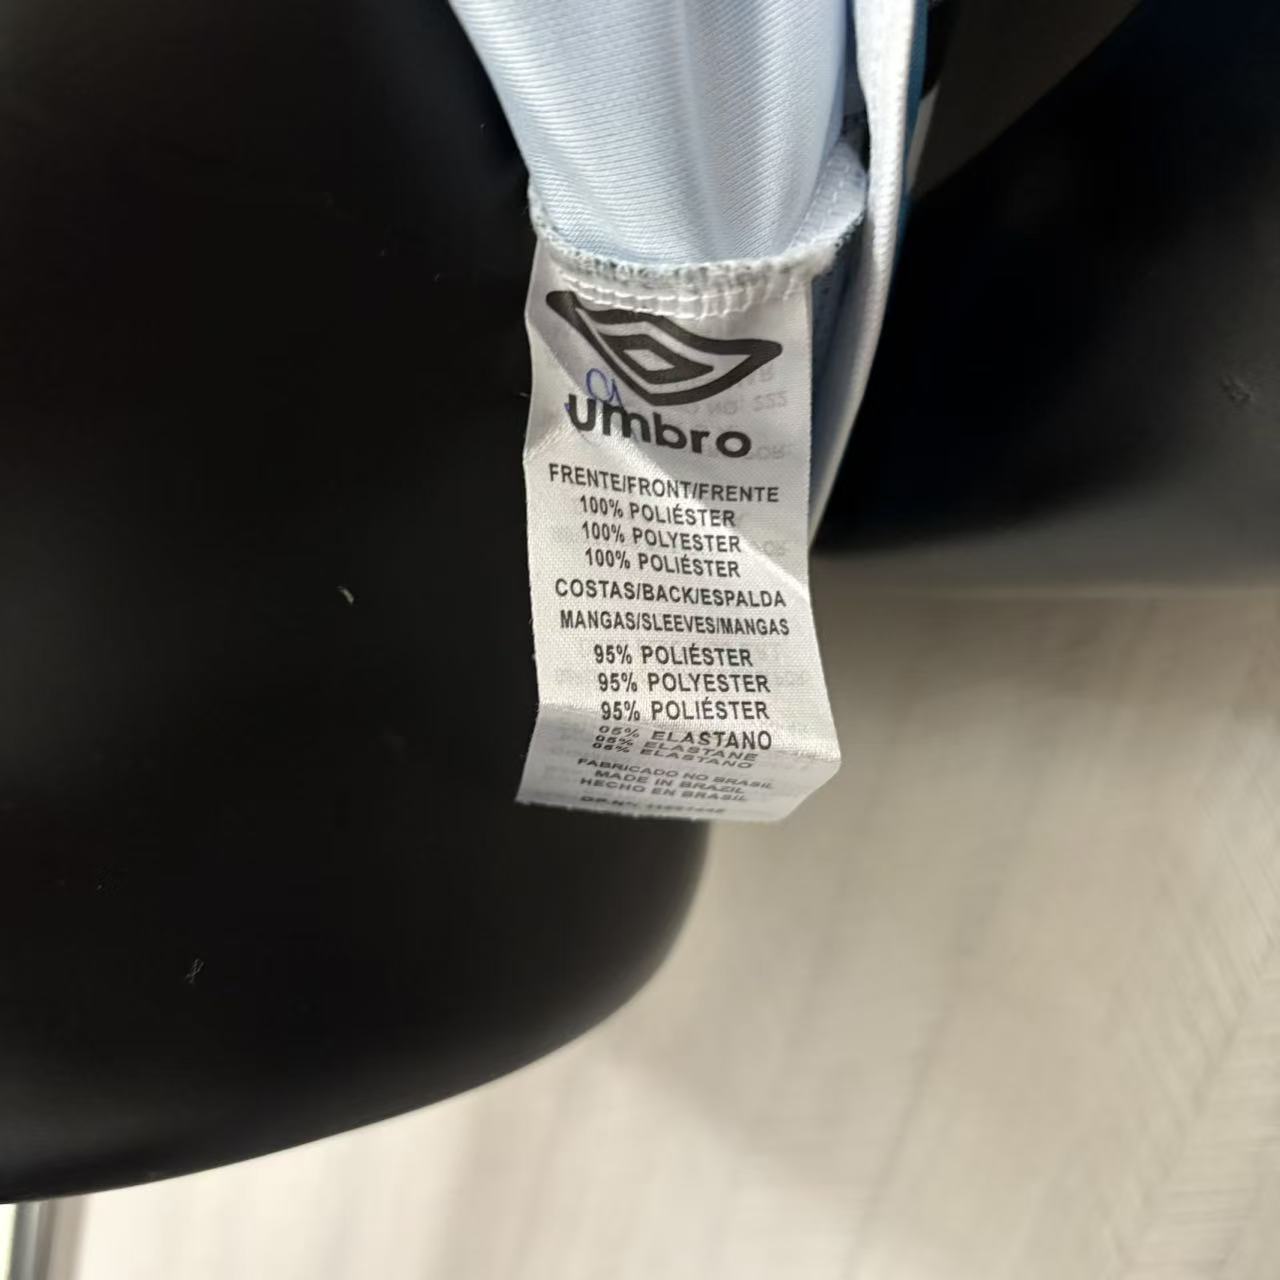 umbro
FRENTE/FRONT/FRENTE
100% POLIÉSTER
100% POLYESTER
100% POLIÉSTER
COSTAS/BACK/ESPALDA
MANGAS/SLEEVES/MANGAS
95% POLIÉSTER
95% POLYESTER
95% POLIÉSTER
05% ELASTANO
05% ELASTANE
05% ELASTANO
FABRICADO NO BRASIL
MADE IN BRAZIL
HECHO EN BRASIL